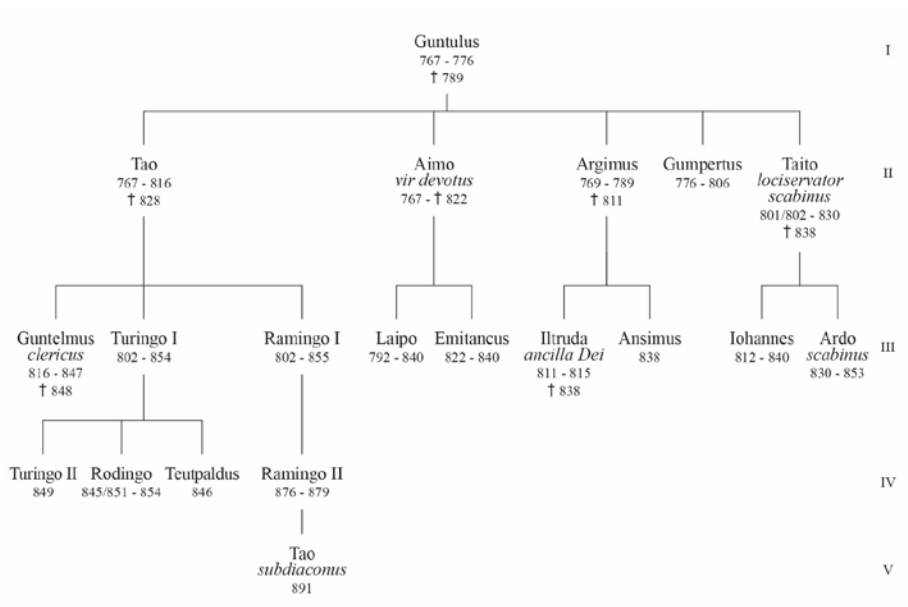 Guntulus
767 - 776
† 789
I
Tao
767 - 816
† 828
Aimo
vir devotus
767 - † 822
Argimus
769 - 789
† 811
Gumpertus
776 - 806
Taito
lociservator
scabinus
801/802 - 830
† 838
II
Guntelmus
clericus
816 - 847
† 848
Turingo I
802 - 854
Ramingo I
802 - 855
Laipo
792 - 840
Emitancus
822 - 840
Iltruda
ancilla Dei
811 - 815
† 838
Ansimus
838
Iohannes
812 - 840
Ardo
scabinus
830 - 853
III
Turingo II
849
Rodingo
845/851 - 854
Teutpaldus
846
Ramingo II
876 - 879
IV
Tao
subdiaconus
891
V